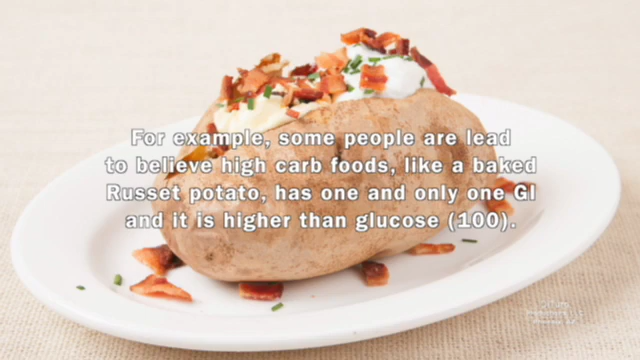 For example, some people are lead
to believe high carb foods, like a baked
Russet potato, has one and only one GI
and it is higher than glucose (100).